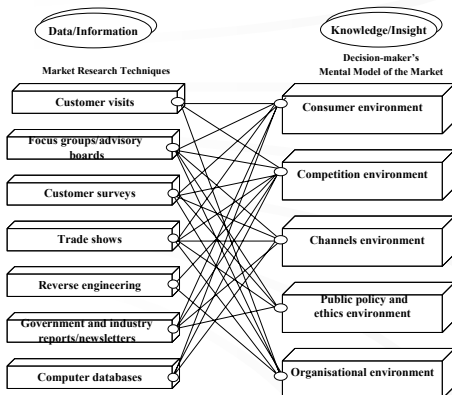 Data/Information
Knowledge/Insight
Market Research Techniques
Decision-maker's
Mental Model of the Market
Customer visits
Focus groups/advisory
boards
Customer surveys
Trade shows
Reverse engineering
Government and industry
reports/newsletters
Computer databases
Consumer environment
Competition environment
Channels environment
Public policy and
ethics environment
Organisational environment